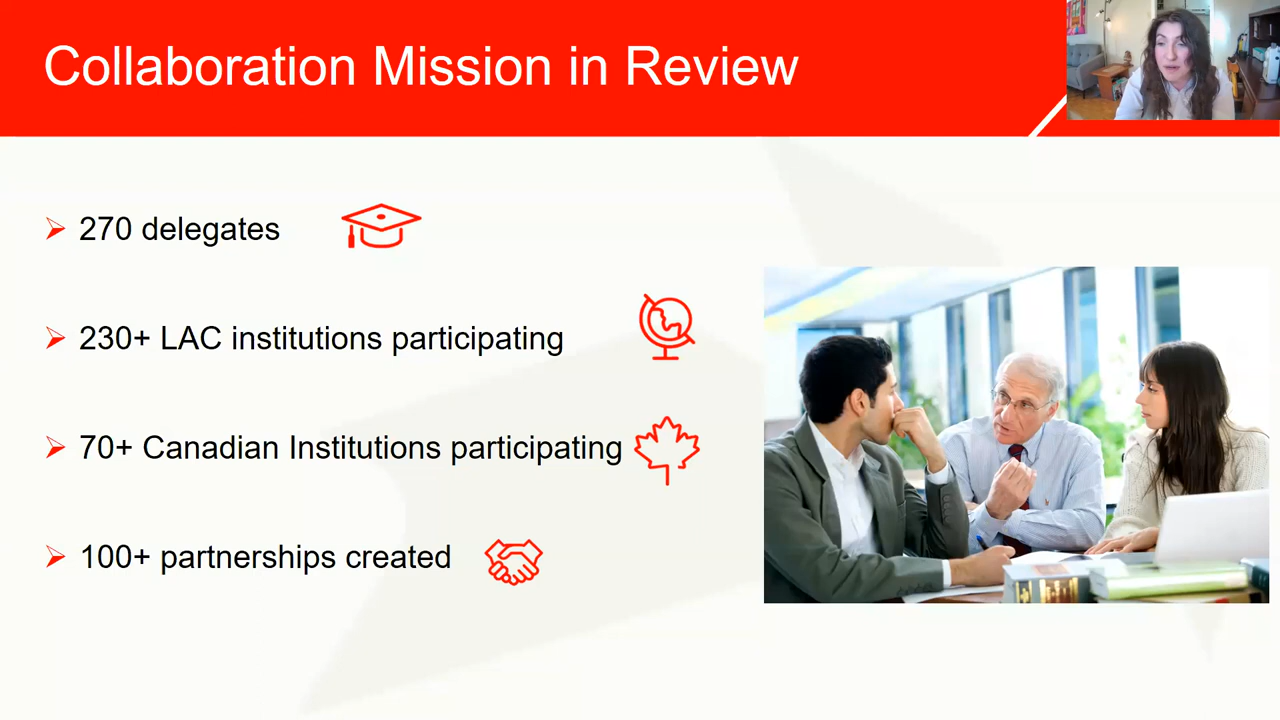 Collaboration Mission in Review
270 delegates
230+ LAC institutions participating
70+ Canadian Institutions participating
100+ partnerships created